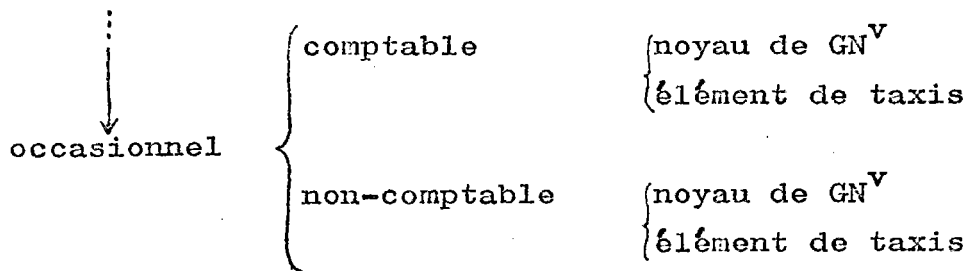 comptable noyau de GNᵛ
élément de taxis
occasionnel
non-comptable noyau de GNᵛ
élément de taxis